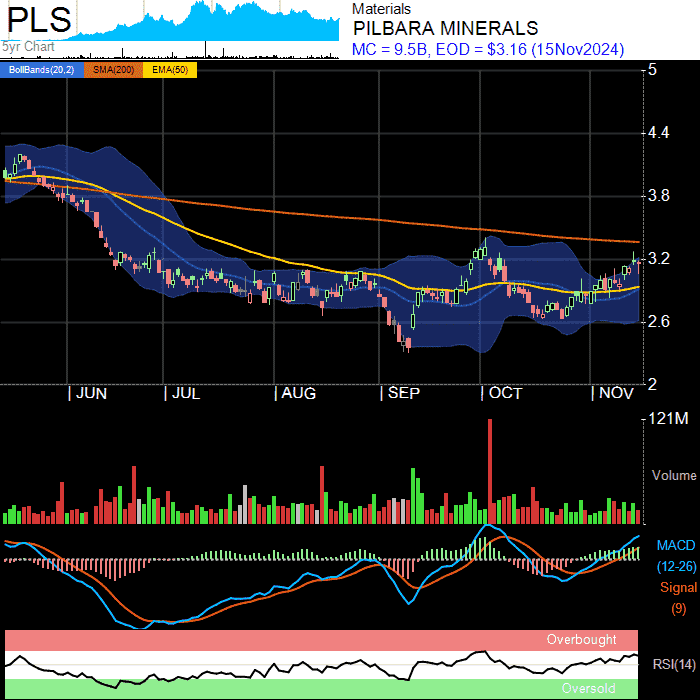 PLS
5yr Chart
Materials
PILBARA MINERALS
MC = 9.5B, EOD = $3.16 (15Nov2024)
BollBands(20,2) SMA(200) EMA(50)
5
4.4
3.8
3.2
2.6
2
JUN JUL AUG SEP OCT NOV
121M
Volume
MACD
(12-26)
Signal
(9)
Overbought
RSI(14)
Oversold